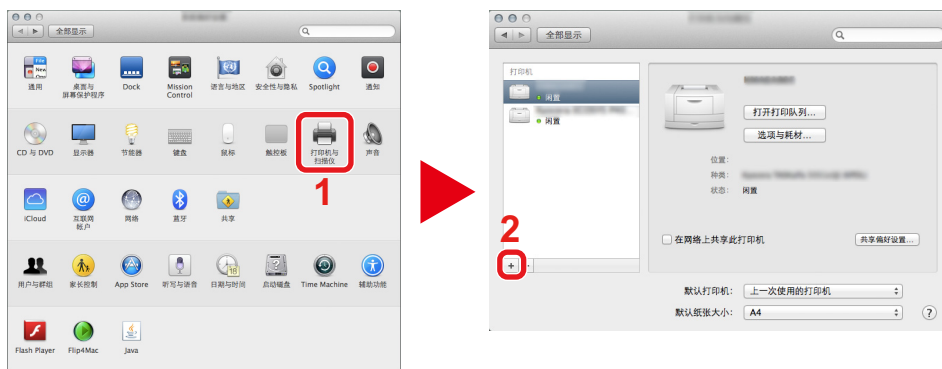 全部显示
通用
桌面与
屏幕保护程序
Dock
Mission
Control
语言与地区
安全性与隐私
Spotlight
通知
CD 与 DVD
显示器
节能器
键盘
鼠标
触控板
打印机与
扫描仪
声音
1
iCloud
互联网
帐户
网络
蓝牙
共享
用户与群组
家长控制
App Store
听写与语音
日期与时间
启动磁盘
Time Machine
辅助功能
Flash Player
Flip4Mac
Java
全部显示
打印机
闲置
闲置
打开打印队列...
选项与耗材...
位置:
种类:
状态: 闲置
2
+
在网络上共享此打印机
共享偏好设置...
默认打印机: 上一次使用的打印机
默认纸张大小: A4
?